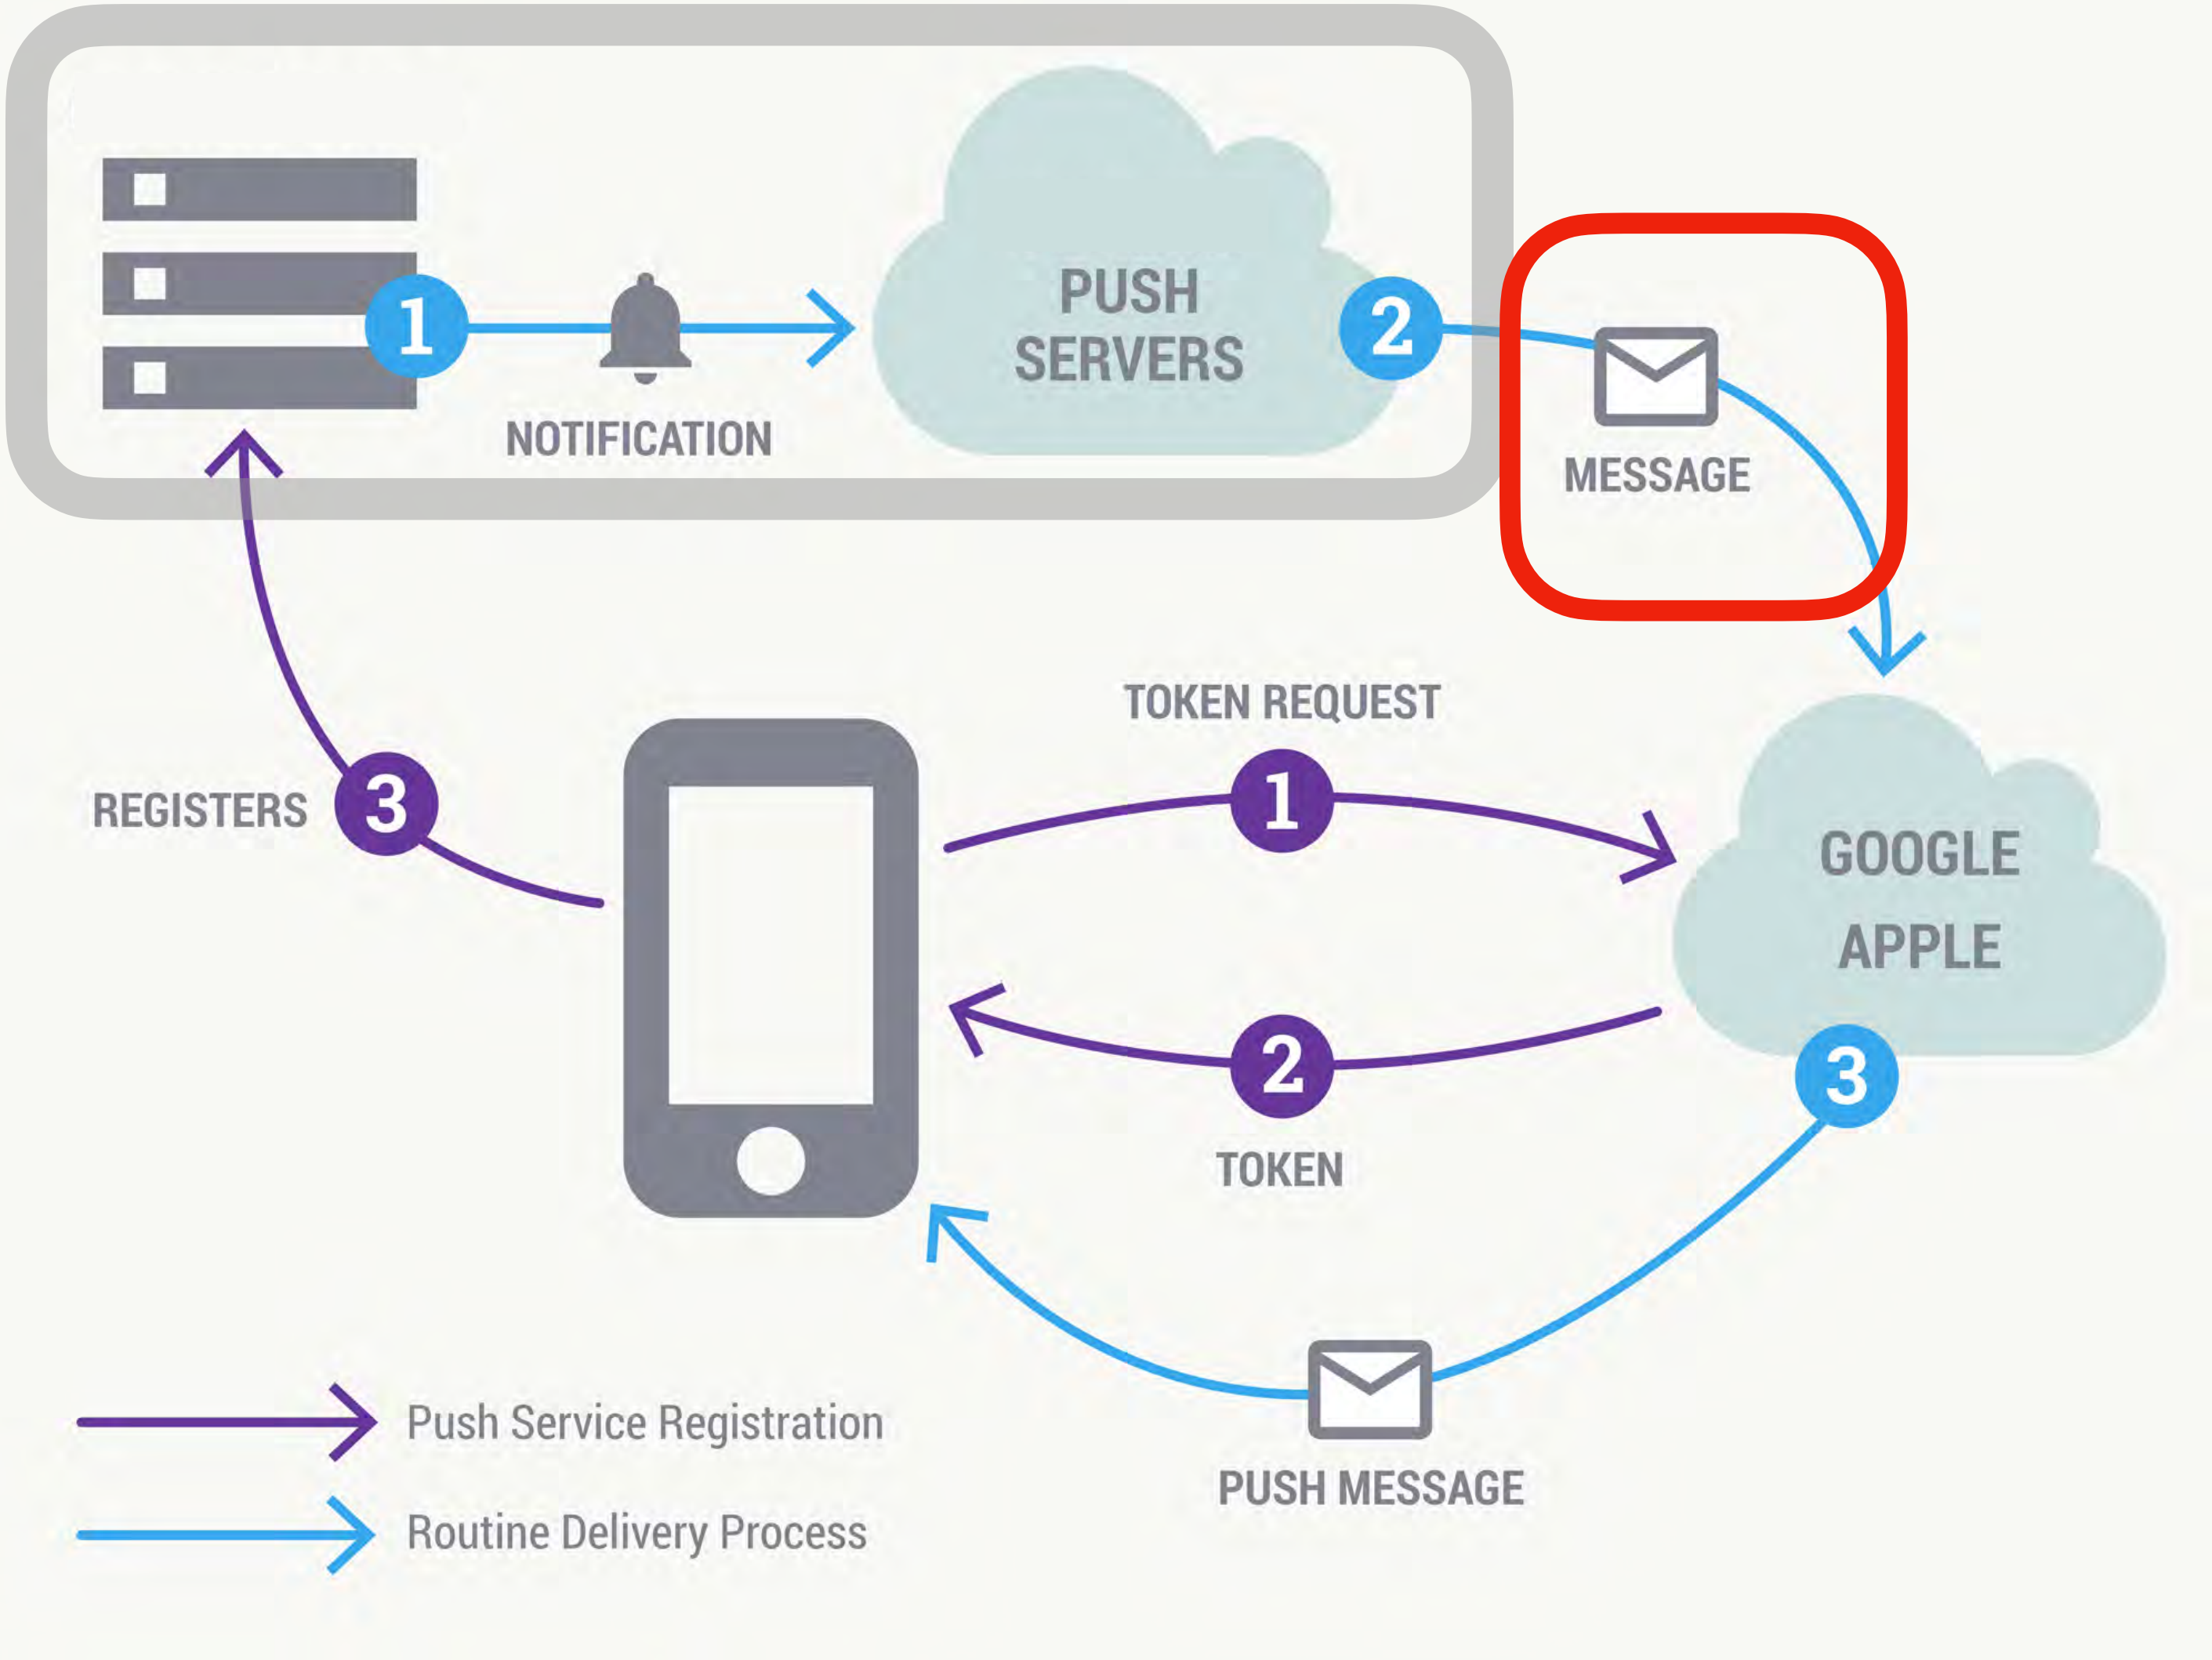 1
NOTIFICATION
PUSH
SERVERS
2
MESSAGE
REGISTERS
3
TOKEN REQUEST
1
GOOGLE
APPLE
2
TOKEN
3
PUSH MESSAGE
Push Service Registration
Routine Delivery Process